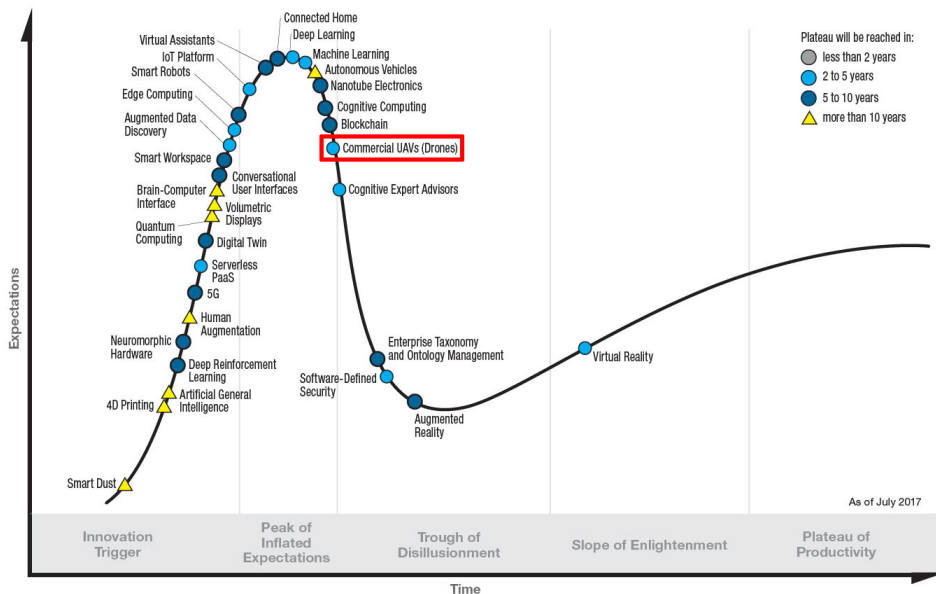 Connected Home
Deep Learning
Virtual Assistants
Machine Learning
IoT Platform
Autonomous Vehicles
Smart Robots
Nanotube Electronics
Edge Computing
Cognitive Computing
Augmented Data
Discovery
Blockchain
Commercial UAVs (Drones)
Smart Workspace
Conversational
User Interfaces
Cognitive Expert Advisors
Brain-Computer
Interface
Volumetric
Displays
Quantum
Computing
Digital Twin
Serverless
PaaS
5G
Human
Augmentation
Neuromorphic
Hardware
Enterprise Taxonomy
and Ontology Management
Virtual Reality
Deep Reinforcement
Learning
Software-Defined
Security
Artificial General
Intelligence
4D Printing
Augmented
Reality
Smart Dust
Plateau will be reached in:
less than 2 years
2 to 5 years
5 to 10 years
more than 10 years
As of July 2017
Expectations
Innovation
Trigger
Peak of
Inflated
Expectations
Trough of
Disillusionment
Slope of Enlightenment
Plateau of
Productivity
Time